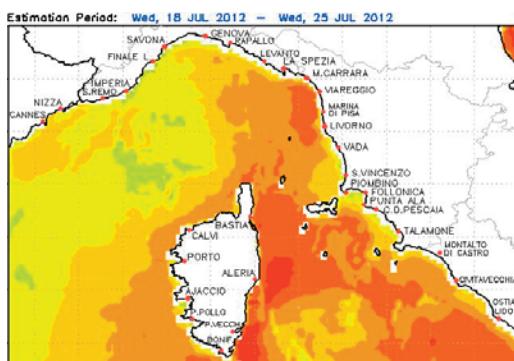 Estimation Period: Wed, 18 JUL 2012 – Wed, 25 JUL 2012
GENOVA
SAVONA
RAPALLO
FINALE L.
LEVANTO
LA SPEZIA
IMPERIA
M.CARRARA
S.REMO
VIAREGGIO
NIZZA
MARINA
DI PISA
CANNES
LIVORNO
VADA
S.VINCENZO
PIOMBINO
FOLLONICA
PUNTA ALA
C.D.PESCAIA
BASTIA
CALVI
TALAMONE
MONTALTO
DI CASTRO
PORTO
ALERIA
CIVITAVECCHIA
AJACCIO
OSTIA
LIDO
P.POLLO
P.VECCH
BONIF.